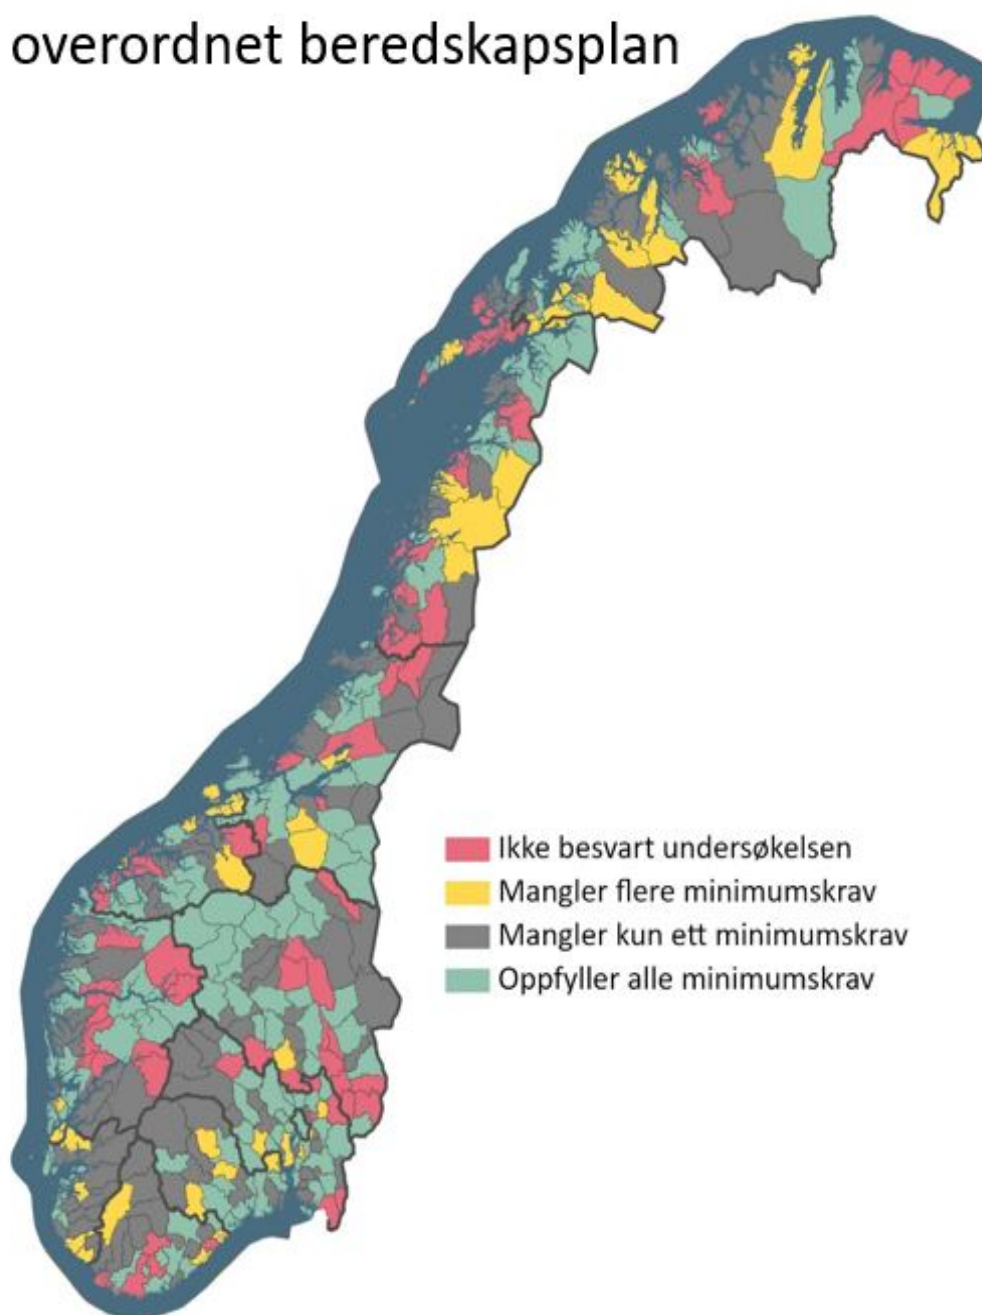 overordnet beredskapsplan
Ikke besvart undersøkelsen
Mangler flere minimumskrav
Mangler kun ett minimumskrav
Oppfyller alle minimumskrav